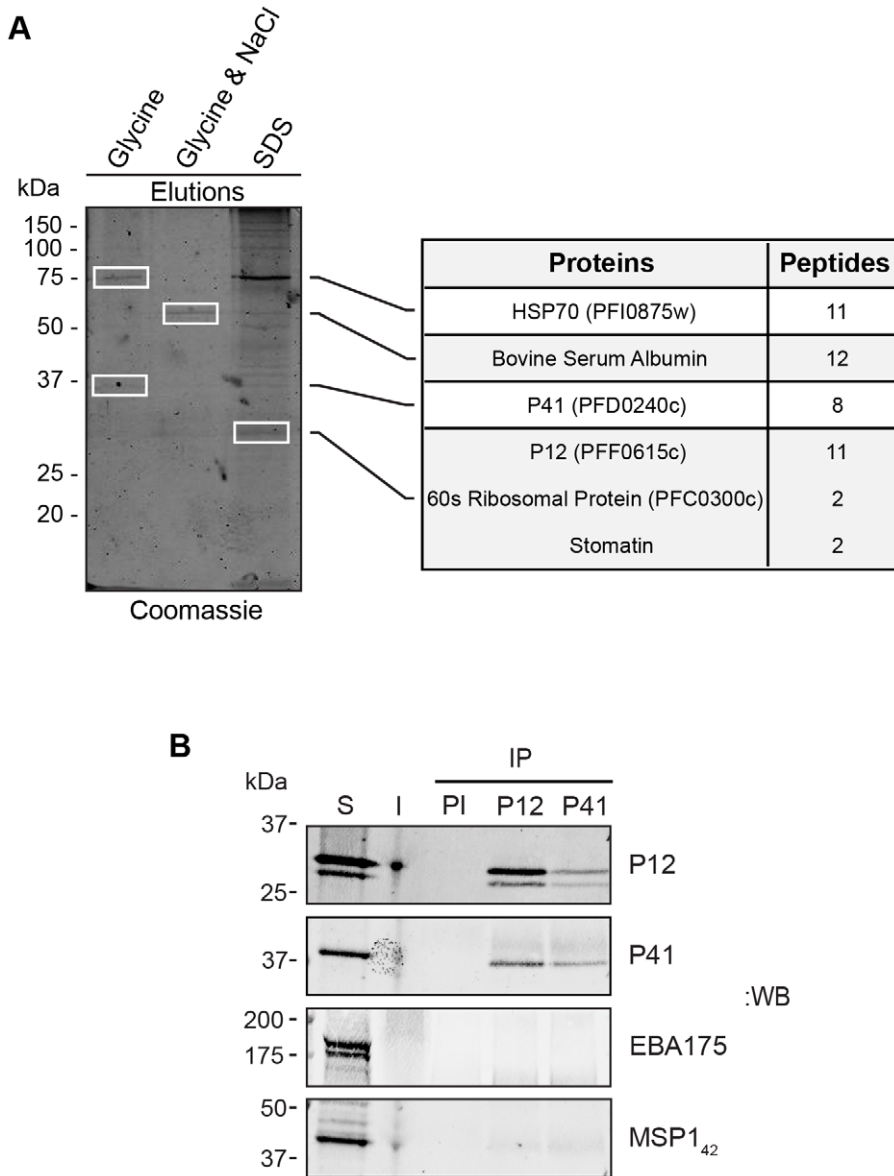 A
Glycine
Glycine & NaCl
SDS
kDa
Elutions
150 -
100 -
75 -
50 -
37 -
25 -
20 -
Coomassie
Proteins Peptides
HSP70 (PFI0875w) 11
Bovine Serum Albumin 12
P41 (PFD0240c) 8
P12 (PFF0615c) 11
60s Ribosomal Protein (PFC0300c) 2
Stomatin 2
B
IP
kDa
S I PI P12 P41
37-
25-
P12
37-
P41
:WB
200 -
175 -
EBA175
50 -
37 -
MSP1₄₂